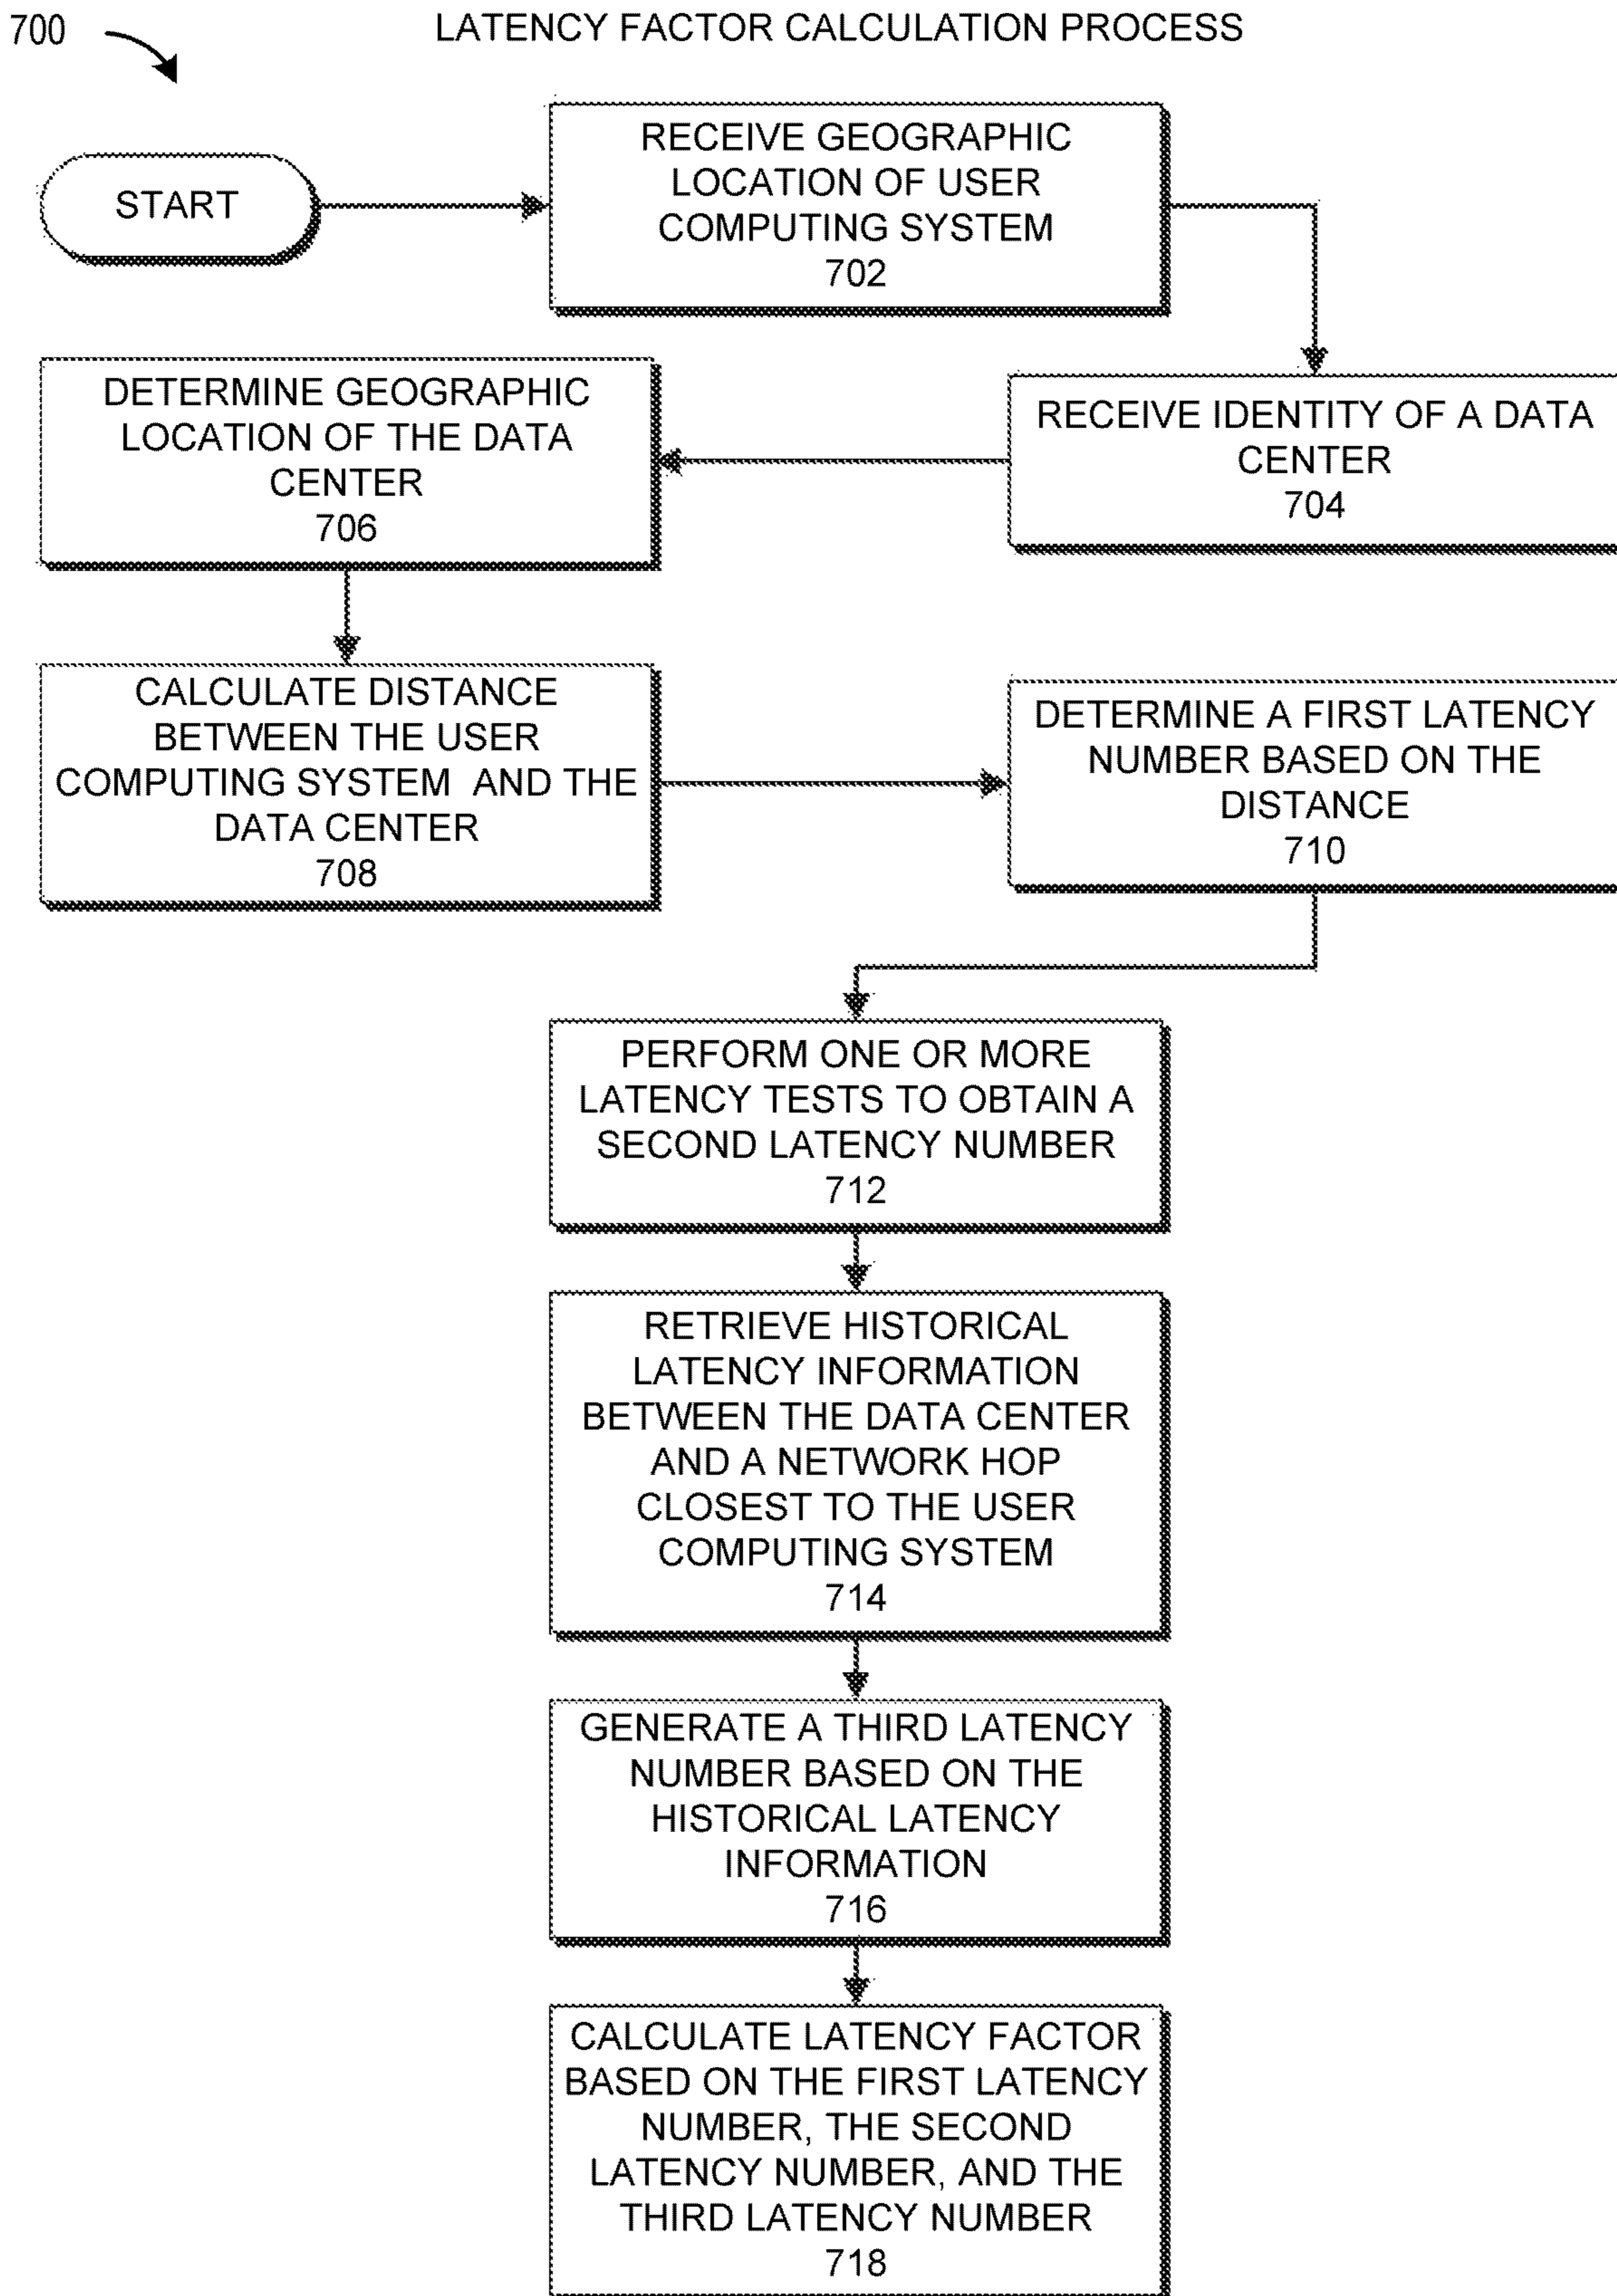 700
LATENCY FACTOR CALCULATION PROCESS
START
RECEIVE GEOGRAPHIC
LOCATION OF USER
COMPUTING SYSTEM
702
RECEIVE IDENTITY OF A DATA
CENTER
704
DETERMINE GEOGRAPHIC
LOCATION OF THE DATA
CENTER
706
CALCULATE DISTANCE
BETWEEN THE USER
COMPUTING SYSTEM AND THE
DATA CENTER
708
DETERMINE A FIRST LATENCY
NUMBER BASED ON THE
DISTANCE
710
PERFORM ONE OR MORE
LATENCY TESTS TO OBTAIN A
SECOND LATENCY NUMBER
712
RETRIEVE HISTORICAL
LATENCY INFORMATION
BETWEEN THE DATA CENTER
AND A NETWORK HOP
CLOSEST TO THE USER
COMPUTING SYSTEM
714
GENERATE A THIRD LATENCY
NUMBER BASED ON THE
HISTORICAL LATENCY
INFORMATION
716
CALCULATE LATENCY FACTOR
BASED ON THE FIRST LATENCY
NUMBER, THE SECOND
LATENCY NUMBER, AND THE
THIRD LATENCY NUMBER
718